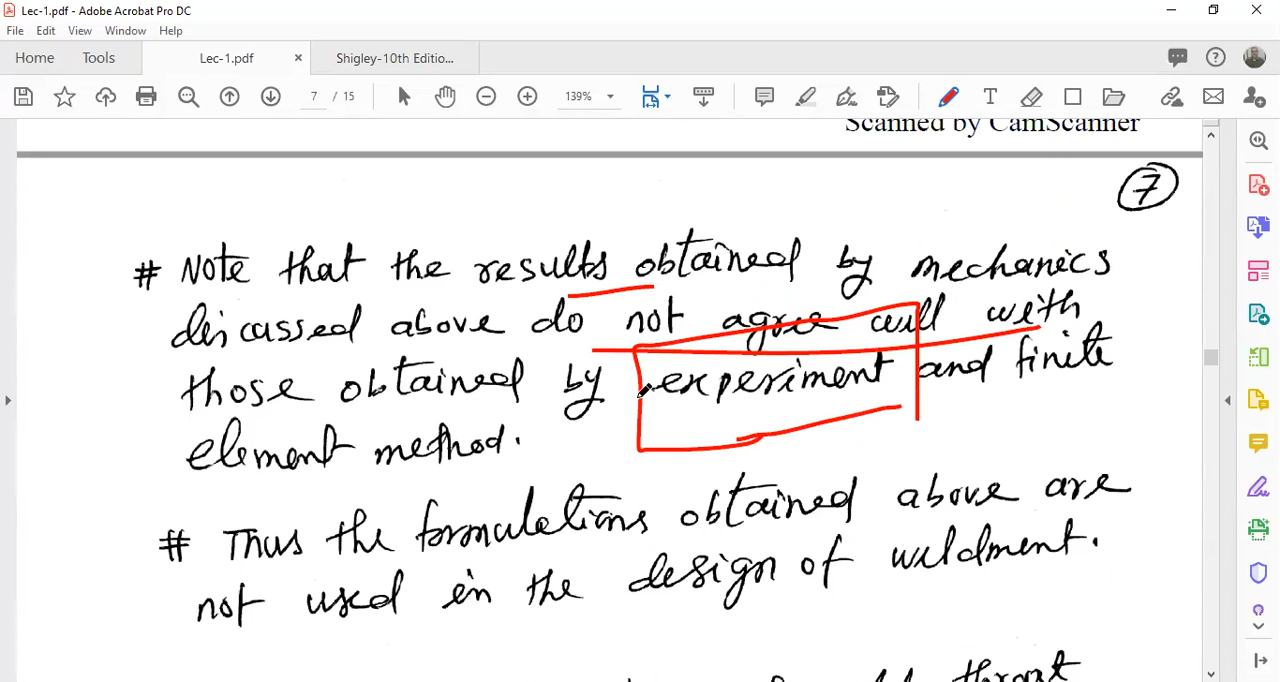 Lec-1.pdf - Adobe Acrobat Pro DC
File Edit View Window Help
Home Tools Lec-1.pdf × Shigley-10th Editio...
7 / 15 139%
Scanned by CamScanner
7
# Note that the results obtained by mechanics
discussed above do not agree well with
those obtained by experiment and finite
element method.
# Thus the formulations obtained above are
not used in the design of weldment.